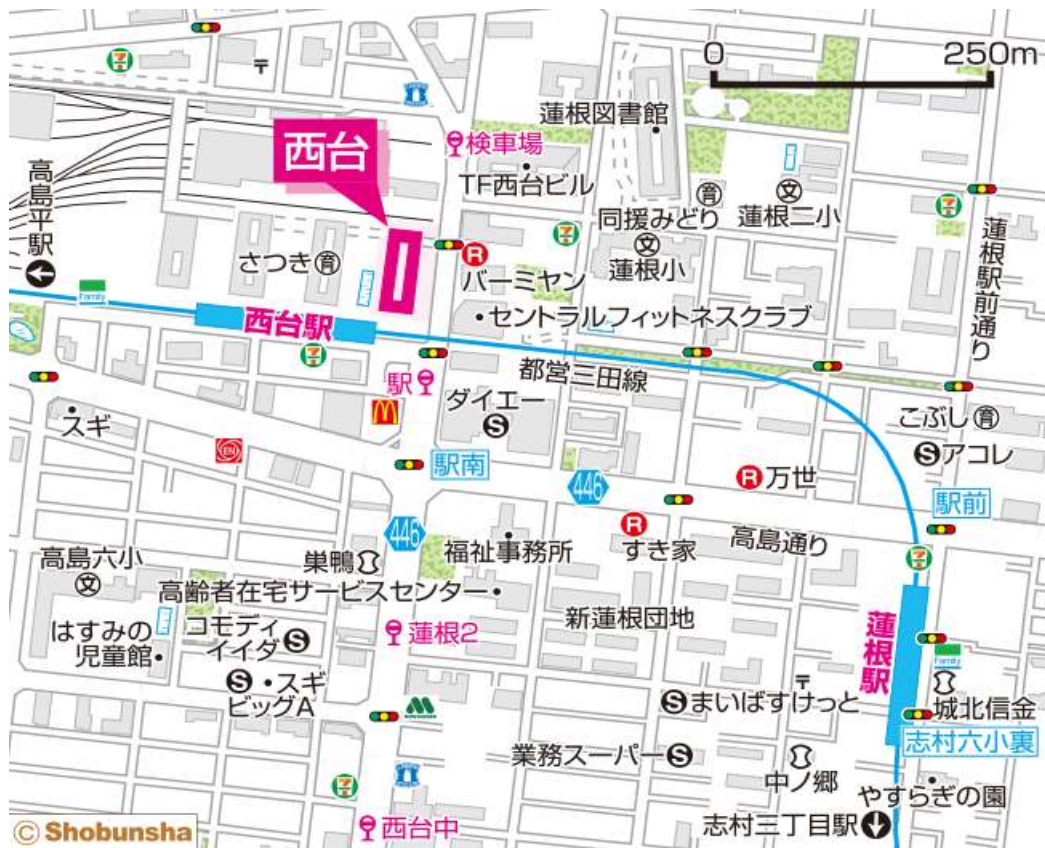 0 250m
〒
蓮根図書館
検車場
西台
TF西台ビル
高島平駅
同援みどり 育
文
蓮根二小
蓮根駅前通り
さつき 育
文
蓮根小
R
バーミヤン
Family
セントラルフィットネスクラブ
西台駅
都営三田線
駅
ダイエー
S
こぶし 育
スギ
EN
S アコレ
駅南
R 万世
446
駅前
446
福祉事務所
R
すき家
高島通り
高島六小
文
巣鴨
高齢者在宅サービスセンター
新蓮根団地
蓮根2
コモディ
イイダ S
はすみの
児童館
蓮根駅
Family
S ・スギ
ビッグA
〒
S まいばすけっと
城北信金
志村六小裏
業務スーパー S
中ノ郷
やすらぎの園
西台中
志村三丁目駅
© Shobunsha